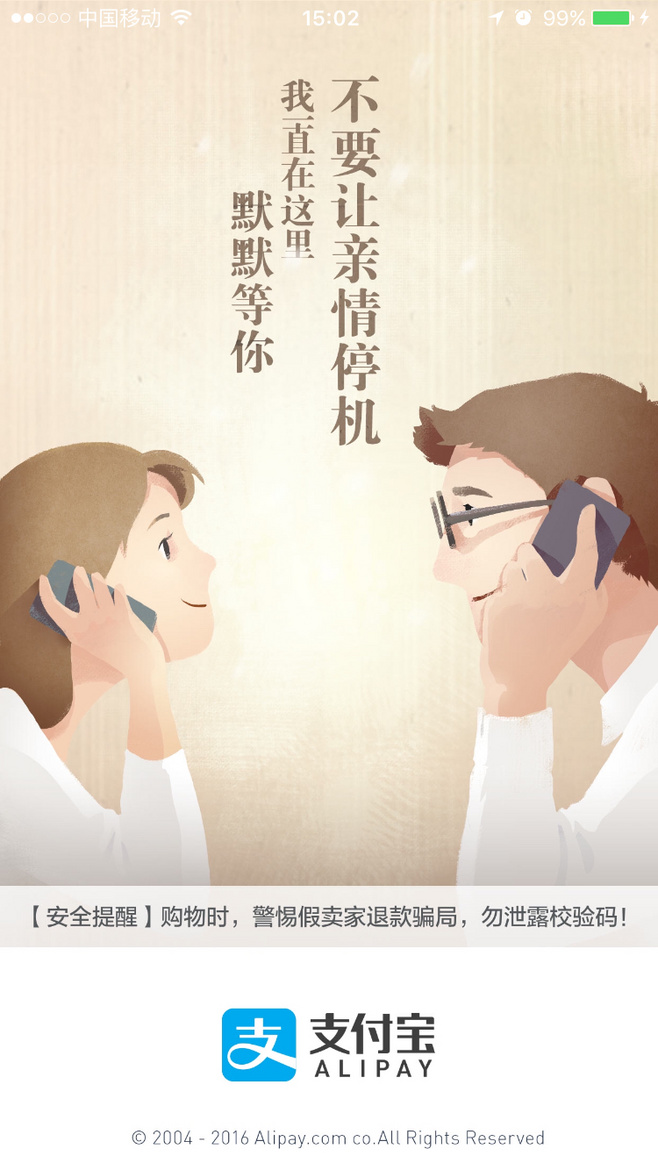 中国移动
15:02
99%
不要让亲情停机
我一直在这里
默默等你
【安全提醒】购物时，警惕假卖家退款骗局，勿泄露校验码！
支
支付宝
ALIPAY
© 2004 - 2016 Alipay.com co.All Rights Reserved